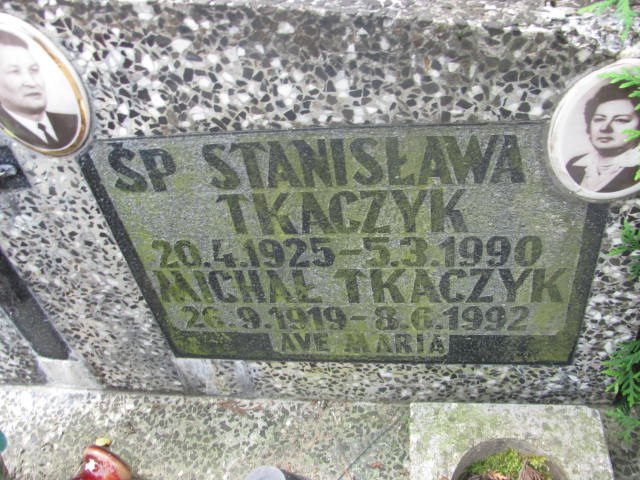 ŚP STANISŁAWA
TKACZYK
20.4.1925-5.3.1990
MICHAŁ TKACZYK
26.9.1919-8.6.1992
AVE MARIA